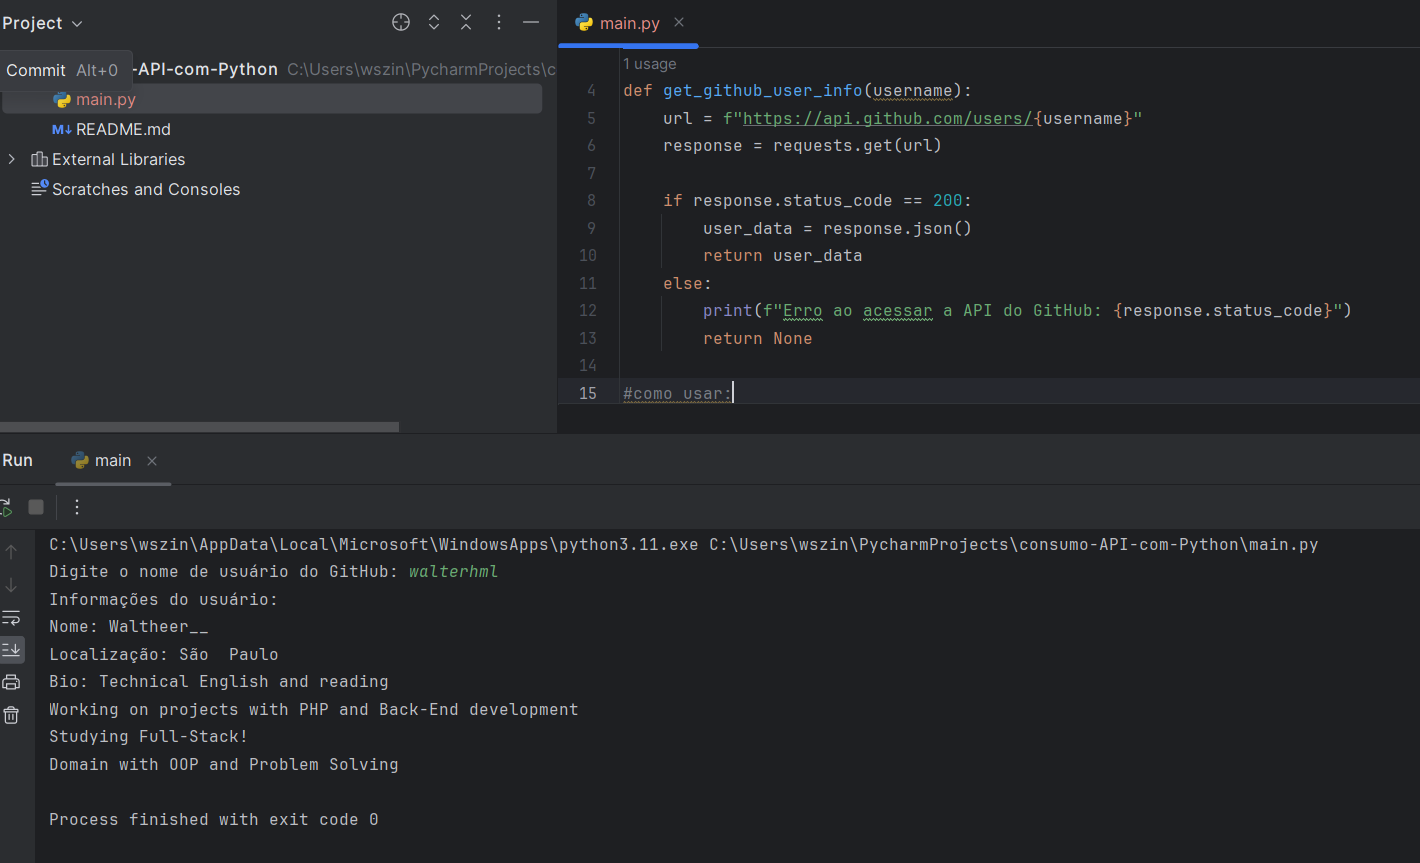 Project
Commit Alt+0
-API-com-Python C:\Users\wszin\PycharmProjects\c
main.py
M↓ README.md
External Libraries
Scratches and Consoles
main.py
1 usage
4 def get_github_user_info(username):
5 url = f"https://api.github.com/users/{username}"
6 response = requests.get(url)
7
8 if response.status_code == 200:
9 user_data = response.json()
10 return user_data
11 else:
12 print(f"Erro ao acessar a API do GitHub: {response.status_code}")
13 return None
14
15 #como usar:
Run main
C:\Users\wszin\AppData\Local\Microsoft\WindowsApps\python3.11.exe C:\Users\wszin\PycharmProjects\consumo-API-com-Python\main.py
Digite o nome de usuário do GitHub: walterhml
Informações do usuário:
Nome: Waltheer__
Localização: São  Paulo
Bio: Technical English and reading
Working on projects with PHP and Back-End development
Studying Full-Stack!
Domain with OOP and Problem Solving
Process finished with exit code 0